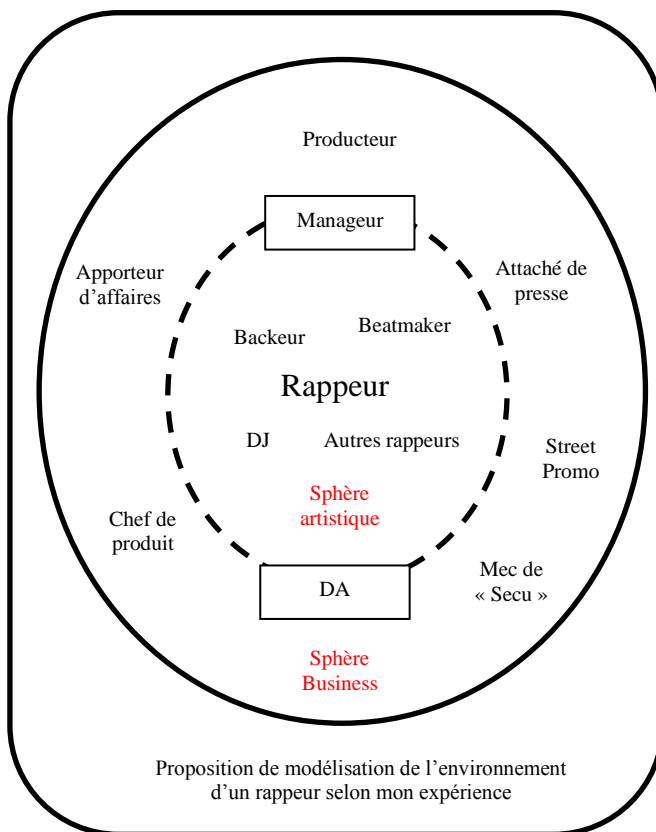 Producteur
Manageur
Apporteur
d’affaires
Attaché de
presse
Backeur
Beatmaker
Rappeur
DJ
Autres rappeurs
Street
Promo
Sphère
artistique
Chef de
produit
Mec de
« Secu »
DA
Sphère
Business
Proposition de modélisation de l’environnement
d’un rappeur selon mon expérience